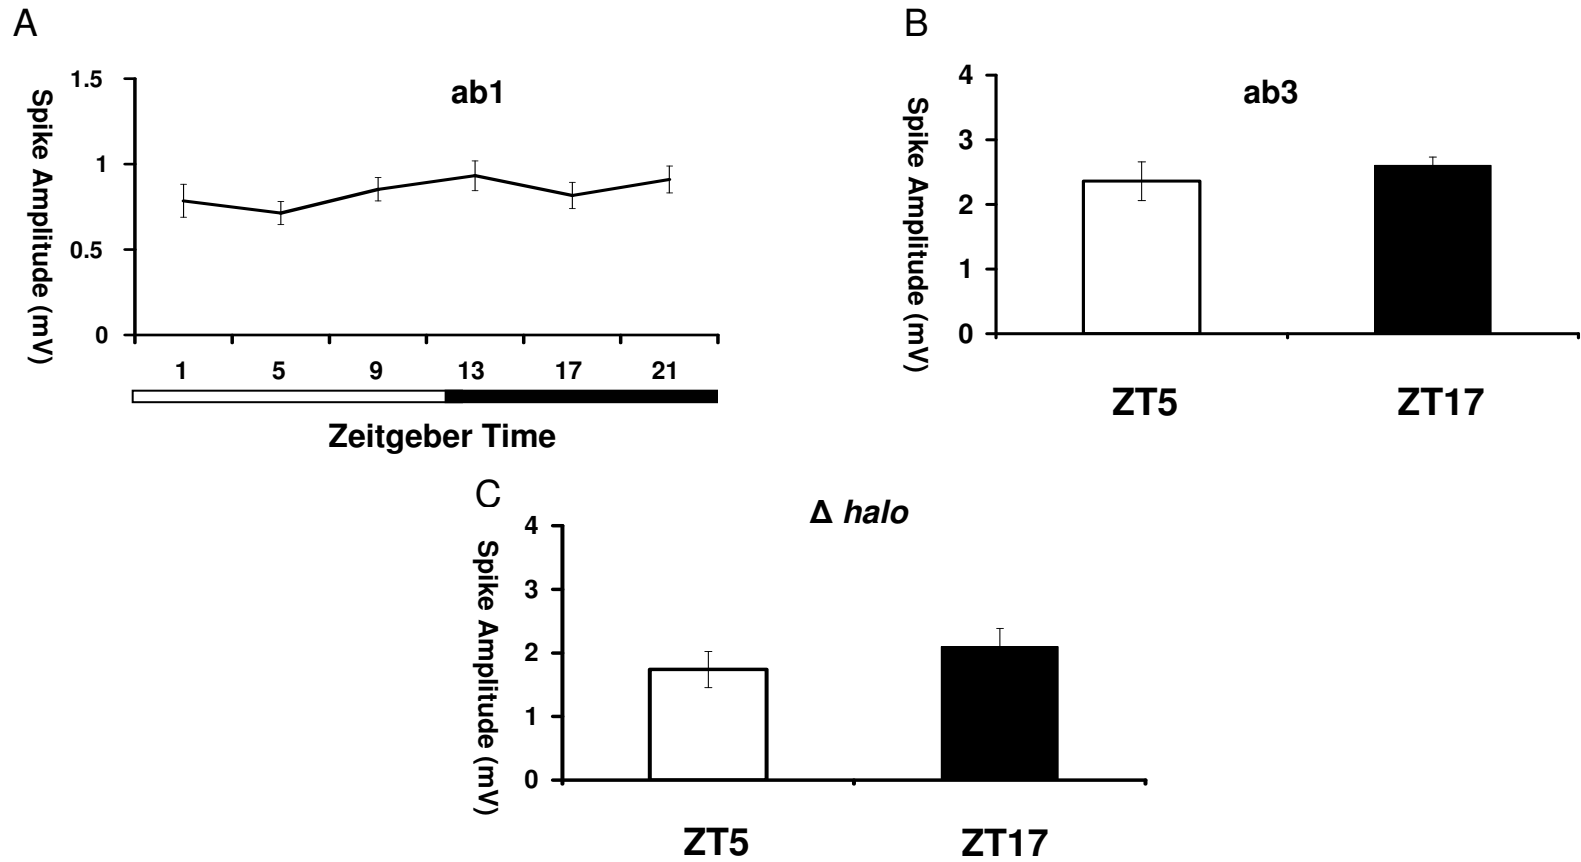 A
ab1
Spike Amplitude (mV)
1.5
1
0.5
0
1 5 9 13 17 21
Zeitgeber Time
B
ab3
Spike Amplitude (mV)
4
3
2
1
0
ZT5 ZT17
C
Δ halo
Spike Amplitude (mV)
4
3
2
1
0
ZT5 ZT17